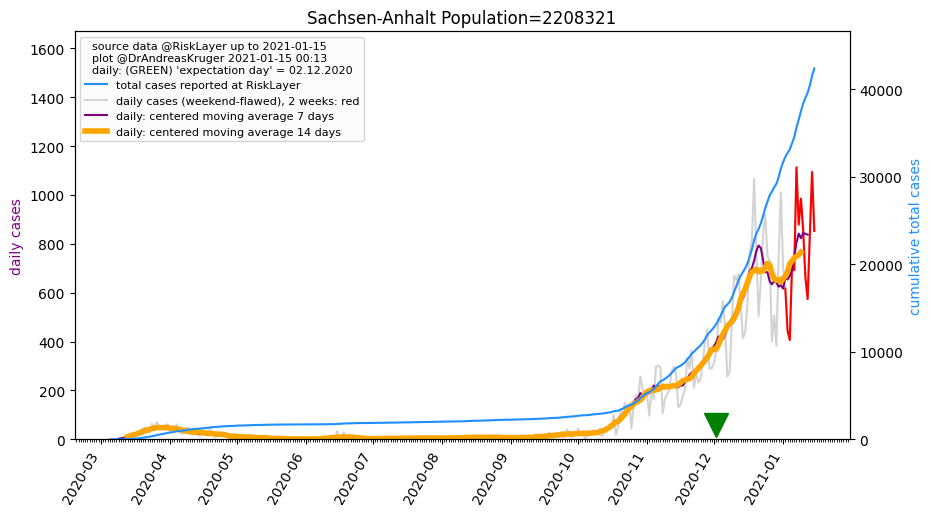 Sachsen-Anhalt Population=2208321
source data @RiskLayer up to 2021-01-15
plot @DrAndreasKruger 2021-01-15 00:13
daily: (GREEN) 'expectation day' = 02.12.2020
total cases reported at RiskLayer
daily cases (weekend-flawed), 2 weeks: red
daily: centered moving average 7 days
daily: centered moving average 14 days
daily cases
1600
1400
1200
1000
800
600
400
200
0
cumulative total cases
40000
30000
20000
10000
0
2020-03
2020-04
2020-05
2020-06
2020-07
2020-08
2020-09
2020-10
2020-11
2020-12
2021-01